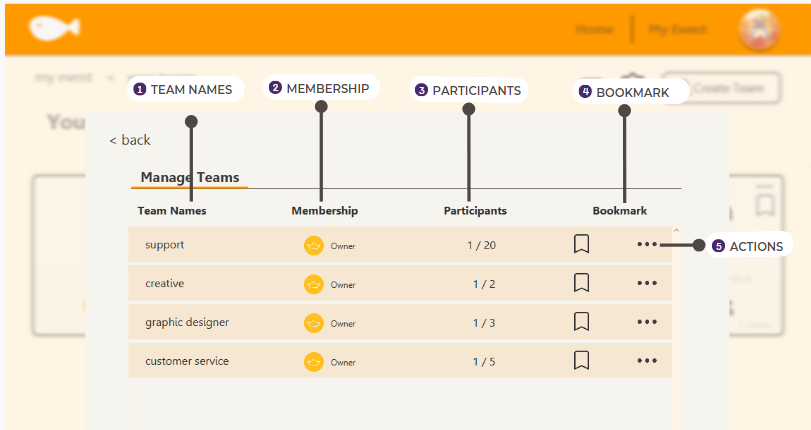 Home
My Event
my event <
Create Team
You
1 TEAM NAMES
2 MEMBERSHIP
3 PARTICIPANTS
4 BOOKMARK
< back
Manage Teams
Team Names Membership Participants Bookmark
support Owner 1 / 20
5 ACTIONS
creative Owner 1 / 2
graphic designer Owner 1 / 3
customer service Owner 1 / 5